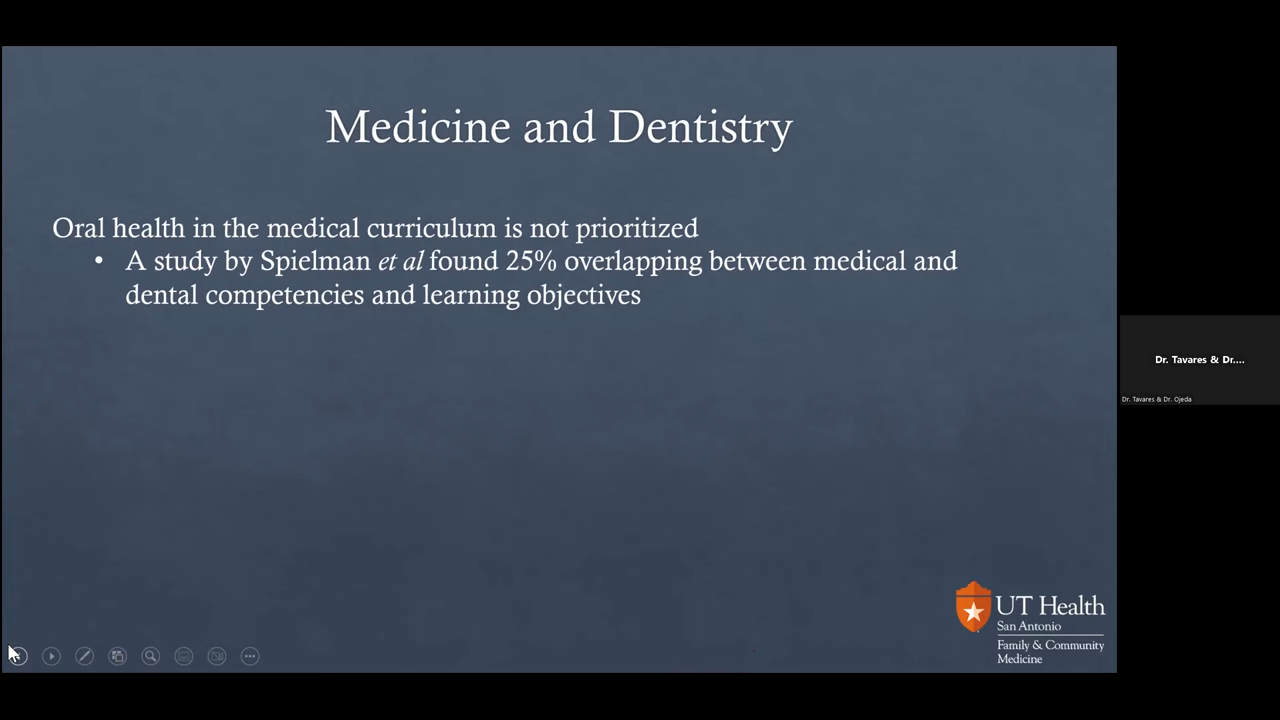 Medicine and Dentistry
Oral health in the medical curriculum is not prioritized
• A study by Spielman et al found 25% overlapping between medical and
dental competencies and learning objectives
Dr. Tavares & Dr....
Dr. Tavares & Dr. Ojeda
UT Health
San Antonio
Family & Community
Medicine